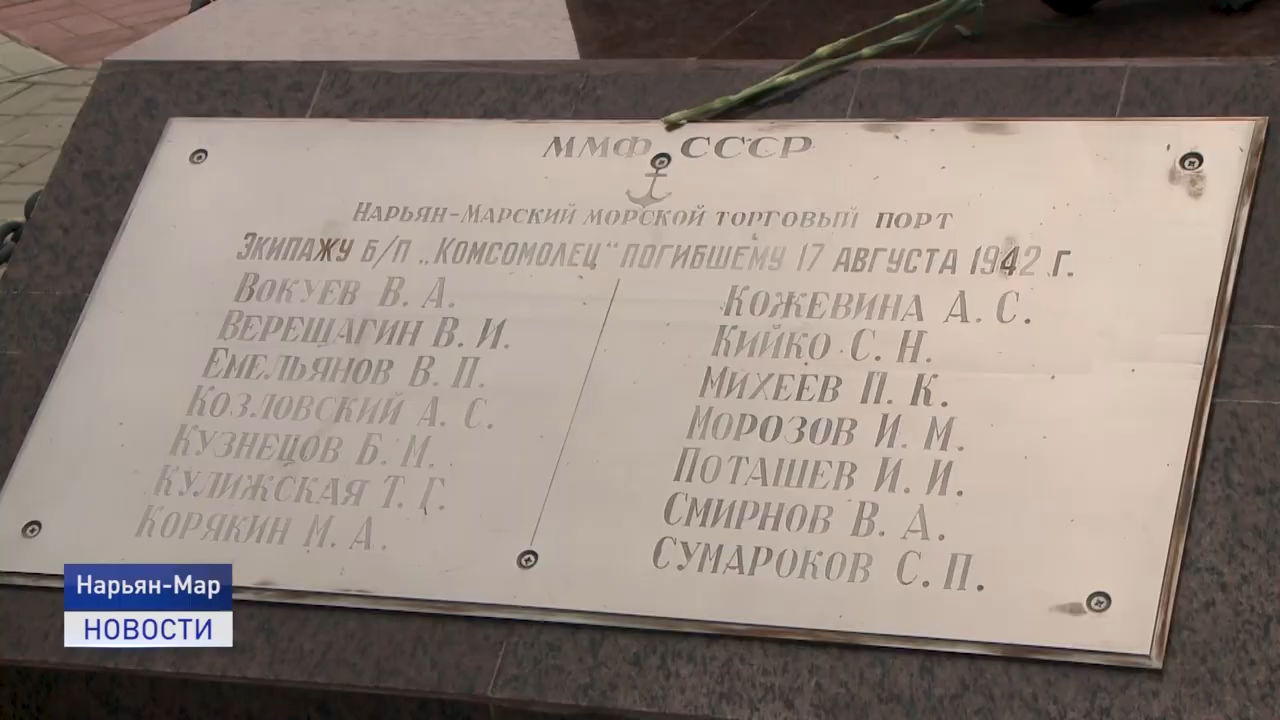 ММФ СССР
Нарьян-Марский морской торговый порт
Экипажу б/п „Комсомолец" погибшему 17 августа 1942 г.
Вокуев В. А.
Верещагин В. И.
Емельянов В. П.
Козловский А. С.
Кузнецов Б. М.
Кулижская Т. Г.
Корякин М. А.
Кожевина А. С.
Кийко С. Н.
Михеев П. К.
Морозов И. М.
Поташев И. И.
Смирнов В. А.
Сумароков С. П.
Нарьян-Мар
НОВОСТИ